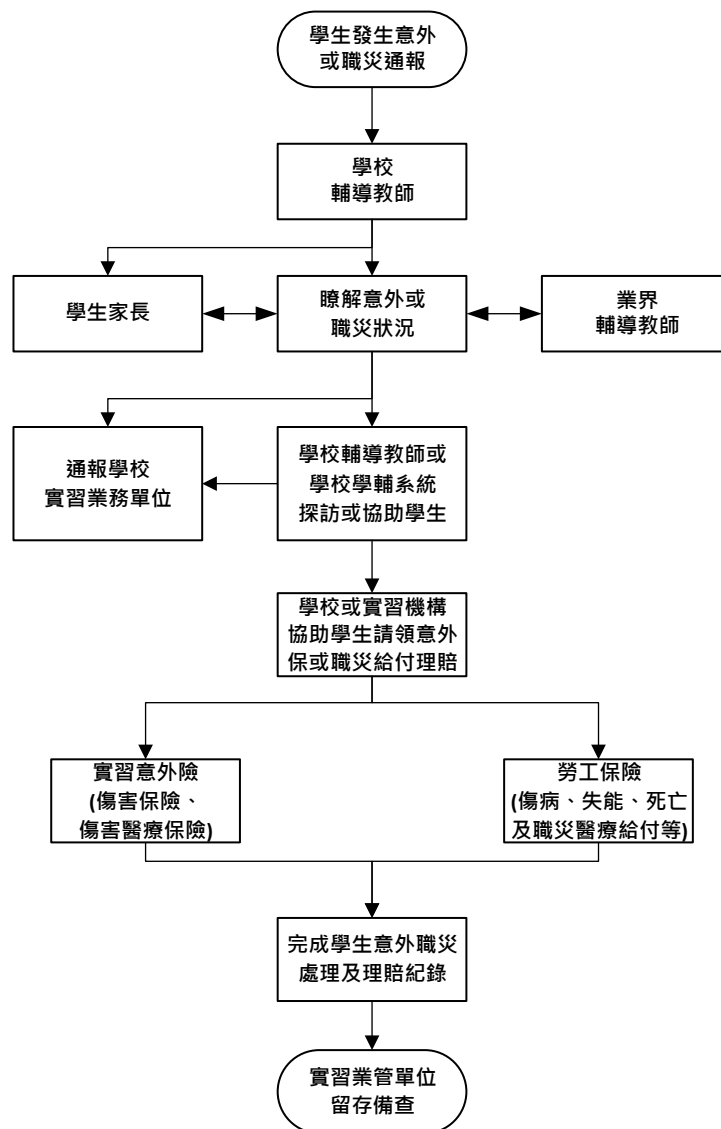 學生發生意外
或職災通報
學校
輔導教師
學生家長
瞭解意外或
職災狀況
業界
輔導教師
通報學校
實習業務單位
學校輔導教師或
學校學輔系統
探訪或協助學生
學校或實習機構
協助學生請領意外
保或職災給付理賠
實習意外險
(傷害保險、
傷害醫療保險)
勞工保險
(傷病、失能、死亡
及職災醫療給付等)
完成學生意外職災
處理及理賠紀錄
實習業管單位
留存備查